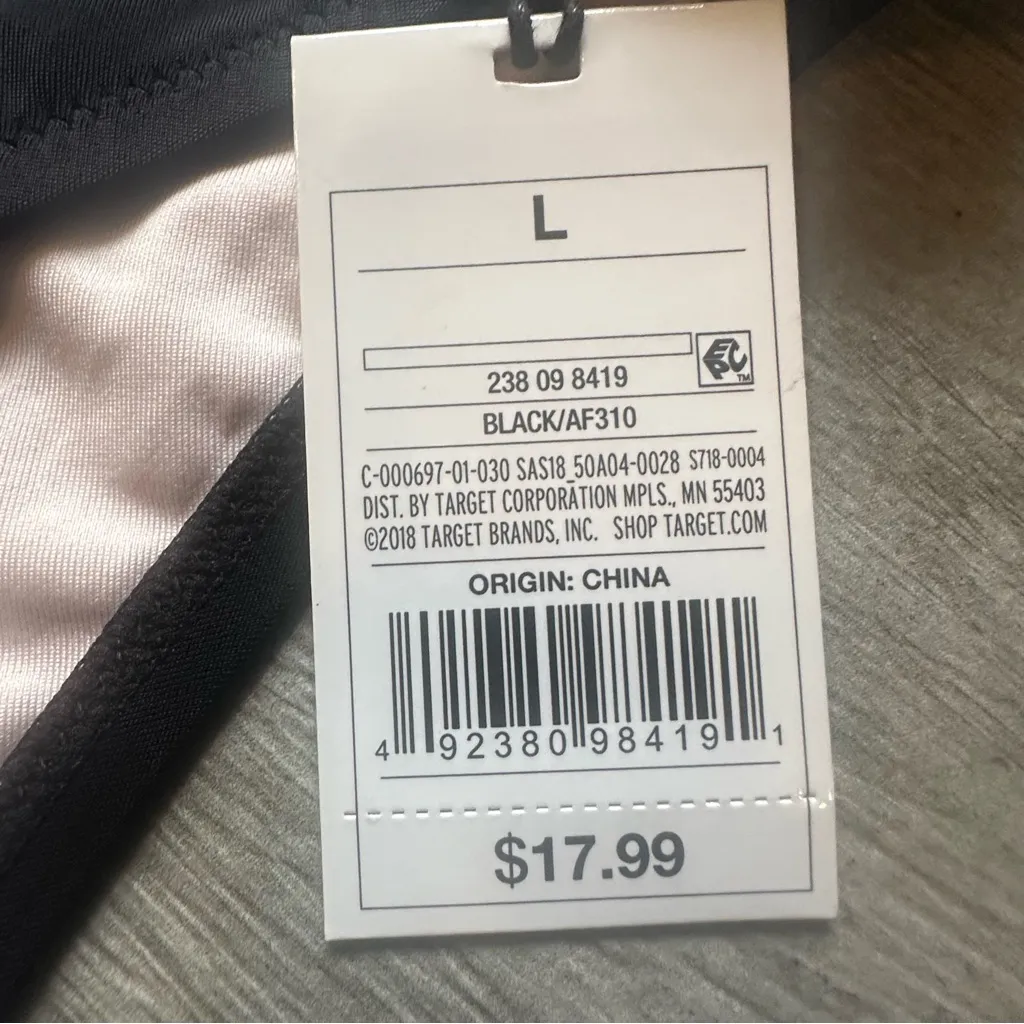 L
EPC™
238 09 8419
BLACK/AF310
C-000697-01-030 SAS18_50A04-0028 S718-0004
DIST. BY TARGET CORPORATION MPLS., MN 55403
©2018 TARGET BRANDS, INC. SHOP TARGET.COM
ORIGIN: CHINA
4 92380 98419 1
$17.99